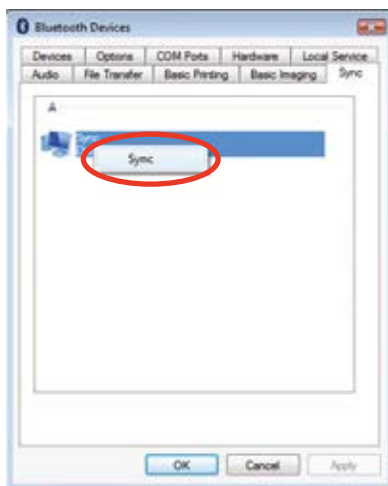 Bluetooth Devices
Devices Options COM Ports Hardware Local Service
Audio File Transfer Basic Printing Basic Imaging Sync
A
Sync
Sync
OK Cancel Apply